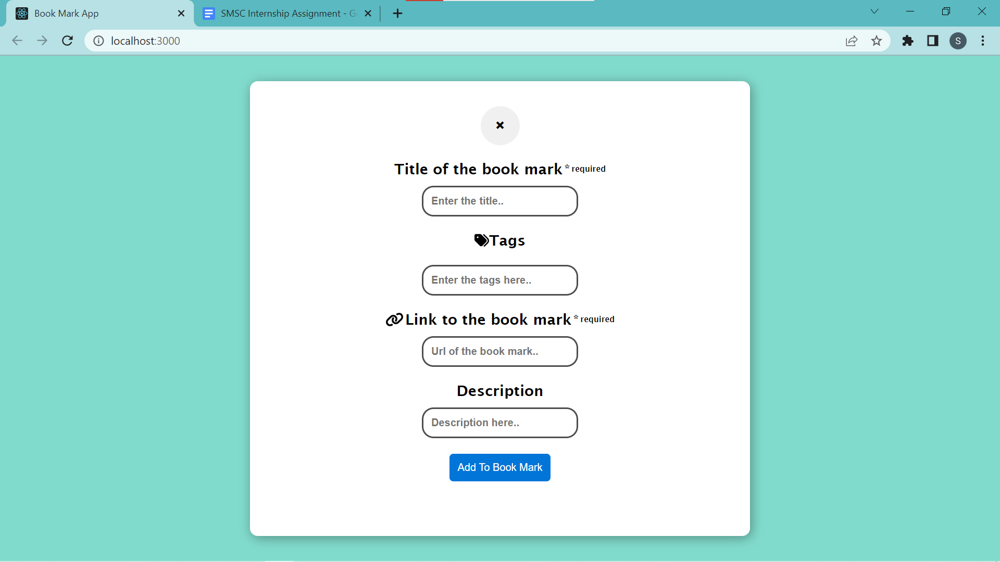 Book Mark App
SMSC Internship Assignment - G
localhost:3000
S
Title of the book mark * required
Enter the title..
Tags
Enter the tags here..
Link to the book mark * required
Url of the book mark..
Description
Description here..
Add To Book Mark